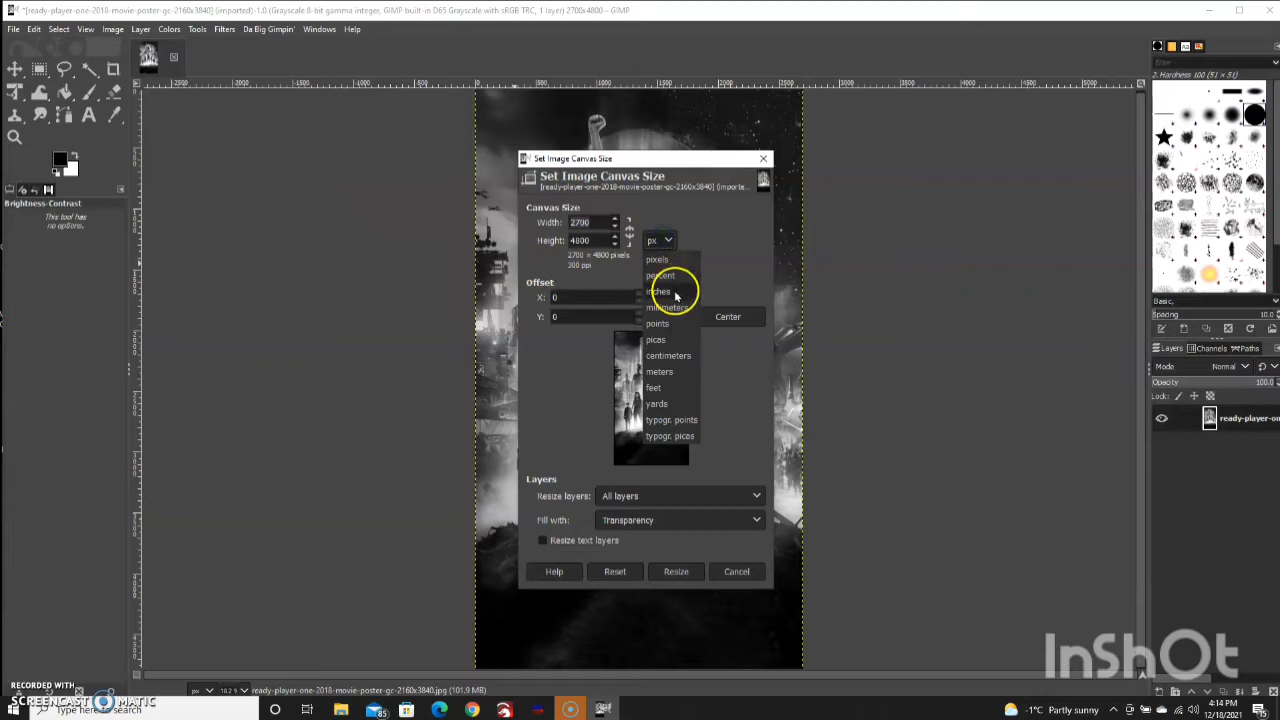 *[ready-player-one-2018-movie-poster-gc-2160x3840] (imported)-1.0 (Grayscale 8-bit gamma integer, GIMP built-in D65 Grayscale with sRGB TRC, 1 layer) 2700x4800 – GIMP
File Edit Select View Image Layer Colors Tools Filters Da Big Gimpin' Windows Help
Brightness-Contrast
This tool has
no options.
Set Image Canvas Size
Set Image Canvas Size
[ready-player-one-2018-movie-poster-gc-2160x3840] (importe...
Canvas Size
Width: 2700
Height: 4800 px
2700 × 4800 pixels
300 ppi
pixels
percent
inches
millimeters
points
picas
centimeters
meters
feet
yards
typogr. points
typogr. picas
Offset
X: 0
Y: 0
Center
Layers
Resize layers: All layers
Fill with: Transparency
Resize text layers
Help Reset Resize Cancel
filter
2. Hardness 100 (51 × 51)
Basic,
Spacing 10.0
Layers Channels Paths
Mode Normal
Opacity 100.0
Lock:
ready-player-on
px 18.2 9 ready-player-one-2018-movie-poster-gc-2160x3840.jpg (101.9 MB)
InShOt
RECORDED WITH
SCREENCAST MATIC
Type here to search
85
-1°C Partly sunny
4:14 PM
12/18/2021